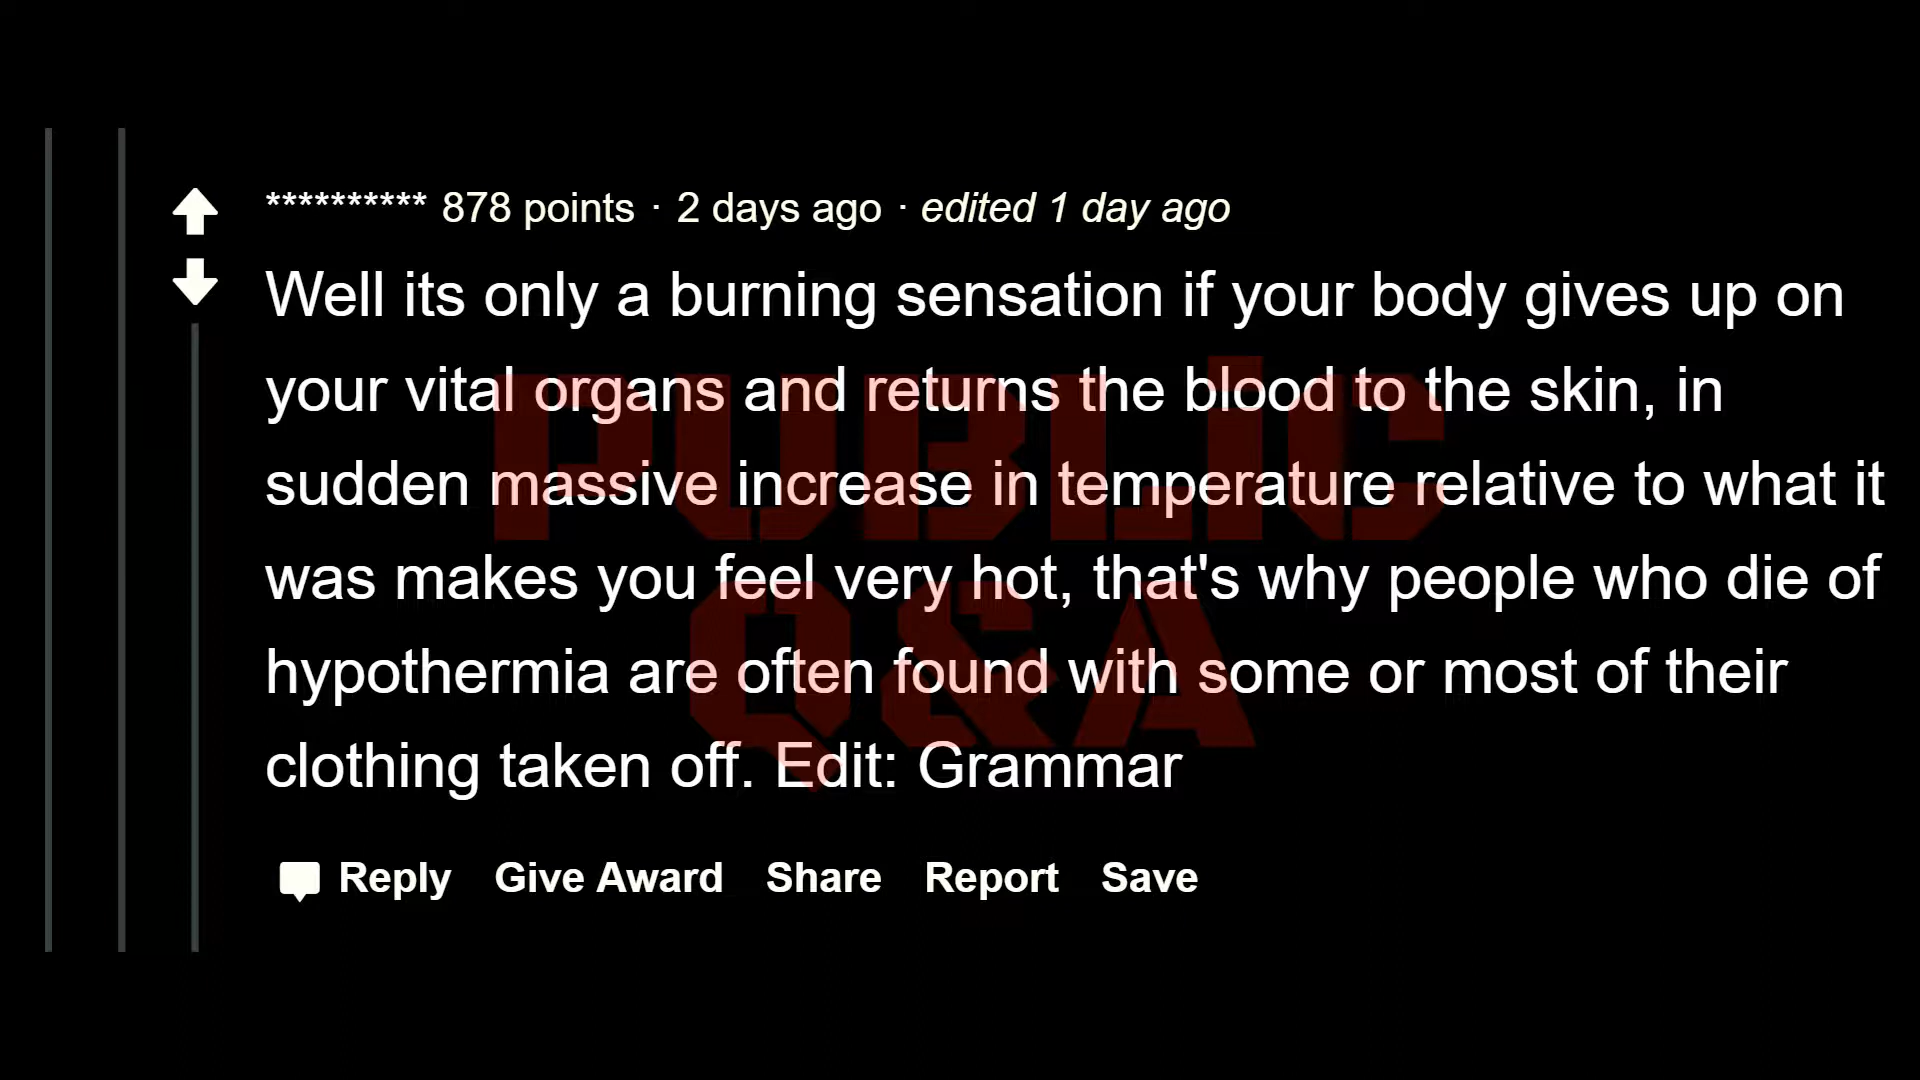 ********** 878 points · 2 days ago · edited 1 day ago
Well its only a burning sensation if your body gives up on
your vital organs and returns the blood to the skin, in
sudden massive increase in temperature relative to what it
was makes you feel very hot, that's why people who die of
hypothermia are often found with some or most of their
clothing taken off. Edit: Grammar
PUBLiC
Q&A
Reply Give Award Share Report Save